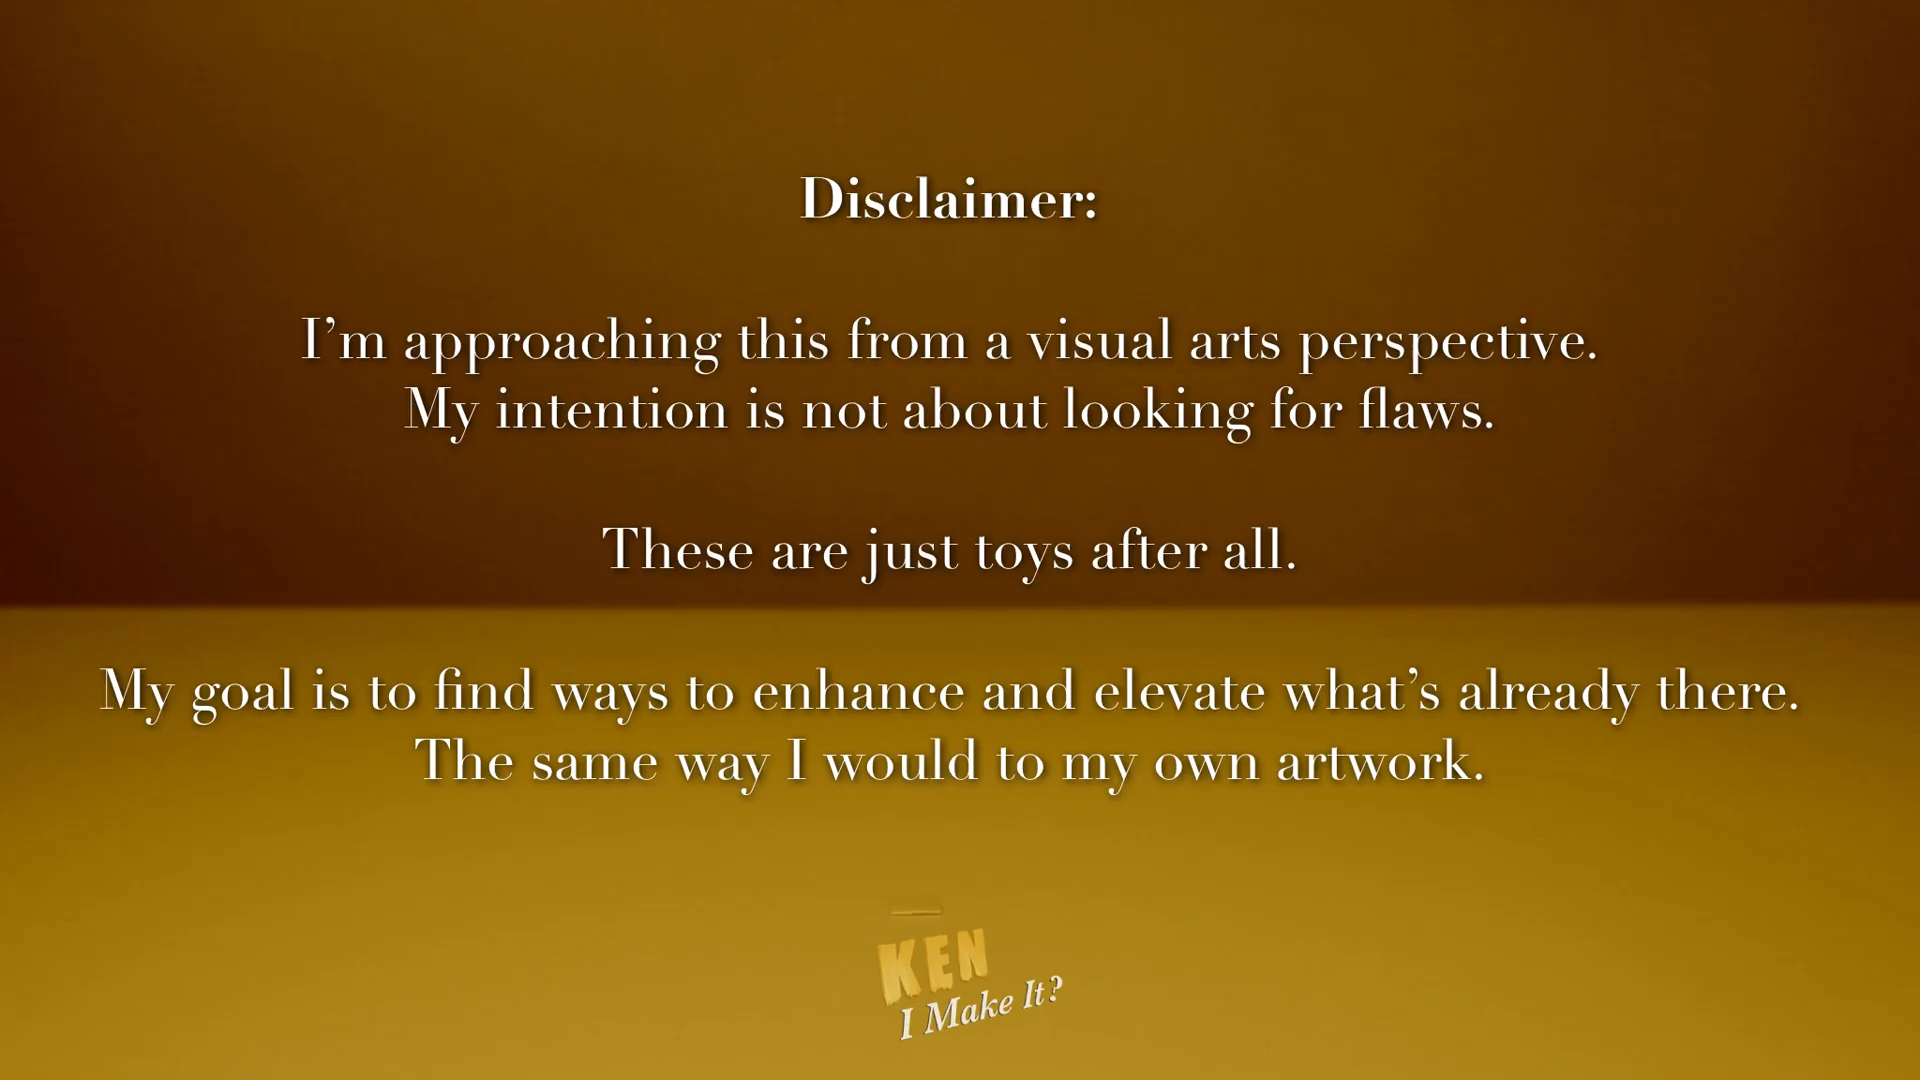 Disclaimer:
I’m approaching this from a visual arts perspective.
My intention is not about looking for flaws.
These are just toys after all.
My goal is to find ways to enhance and elevate what’s already there.
The same way I would to my own artwork.
KEN
I Make It?